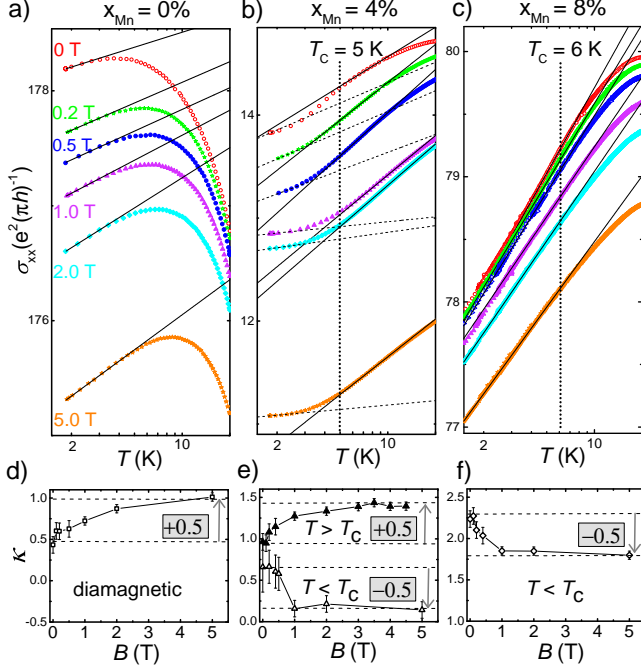 a) x_Mn = 0%
b) x_Mn = 4%
c) x_Mn = 8%
σ_xx(e²(πh)⁻¹)
178
176
0 T
0.2 T
0.5 T
1.0 T
2.0 T
5.0 T
2 10
T (K)
T_C = 5 K
14
12
2 10
T (K)
T_C = 6 K
80
79
78
77
2 10
T (K)
d)
κ
1.0
0.5
0.0
-0.5
+0.5
diamagnetic
0 1 2 3 4 5
B (T)
e)
1.5
1.0
0.5
0.0
T > T_C +0.5
T < T_C −0.5
0 1 2 3 4 5
B (T)
f)
2.5
2.0
1.5
1.0
−0.5
T < T_C
0 1 2 3 4 5
B (T)